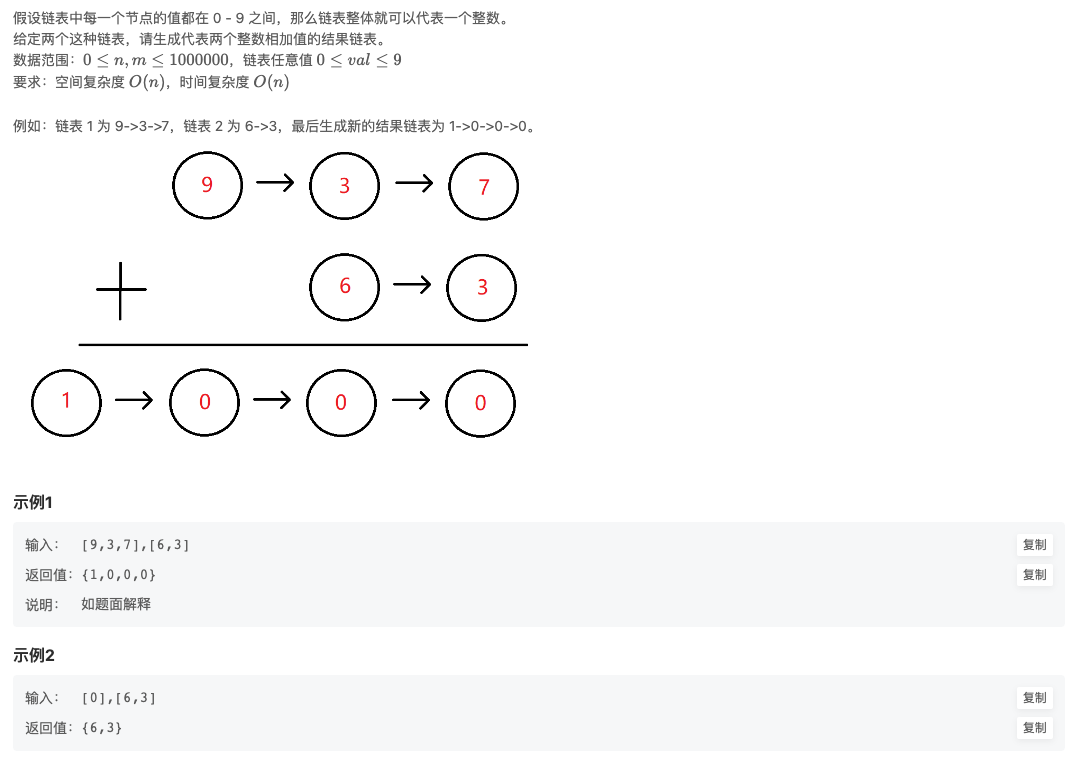 假设链表中每一个节点的值都在 0 - 9 之间，那么链表整体就可以代表一个整数。
给定两个这种链表，请生成代表两个整数相加值的结果链表。
数据范围：0 ≤ n, m ≤ 1000000，链表任意值 0 ≤ val ≤ 9
要求：空间复杂度 O(n)，时间复杂度 O(n)
例如：链表 1 为 9->3->7，链表 2 为 6->3，最后生成新的结果链表为 1->0->0->0。
9 → 3 → 7
+ 6 → 3
1 → 0 → 0 → 0
示例1
输入： [9,3,7],[6,3] 复制
返回值：{1,0,0,0} 复制
说明： 如题面解释
示例2
输入： [0],[6,3] 复制
返回值：{6,3} 复制